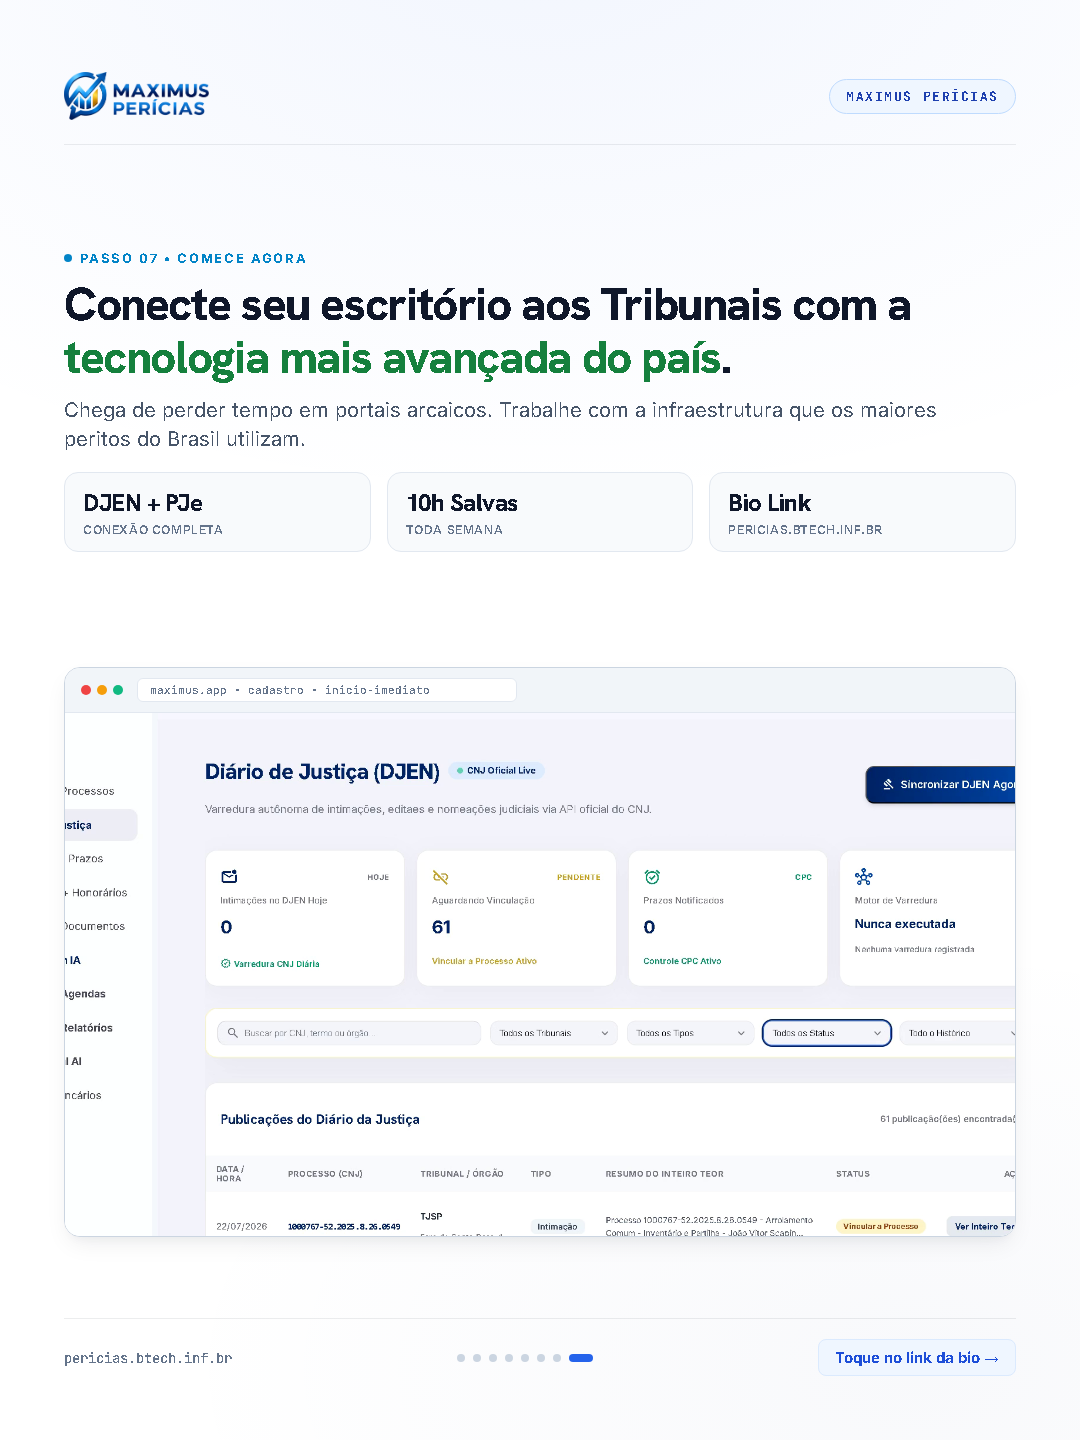 MAXIMUS
PERÍCIAS
MAXIMUS PERÍCIAS
PASSO 07 • COMECE AGORA
Conecte seu escritório aos Tribunais com a
tecnologia mais avançada do país.
Chega de perder tempo em portais arcaicos. Trabalhe com a infraestrutura que os maiores
peritos do Brasil utilizam.
DJEN + PJe
CONEXÃO COMPLETA
10h Salvas
TODA SEMANA
Bio Link
PERICIAS.BTECH.INF.BR
maximus.app • cadastro • inicio-imediato
Processos
ustiça
Prazos
+ Honorários
Documentos
IA
Agendas
Relatórios
AI
ncários
Diário de Justiça (DJEN)
CNJ Oficial Live
Varredura autônoma de intimações, editaes e nomeações judiciais via API oficial do CNJ.
Sincronizar DJEN Agor
HOJE
Intimações no DJEN Hoje
0
Varredura CNJ Diária
PENDENTE
Aguardando Vinculação
61
Vincular a Processo Ativo
CPC
Prazos Notificados
0
Controle CPC Ativo
Motor de Varredura
Nunca executada
Nenhuma varredura registrada
Buscar por CNJ, termo ou órgão...
Todos os Tribunais
Todos os Tipos
Todos os Status
Todo o Histórico
Publicações do Diário da Justiça
61 publicação(ões) encontrada(
DATA /
HORA
PROCESSO (CNJ)
TRIBUNAL / ÓRGÃO
TIPO
RESUMO DO INTEIRO TEOR
STATUS
AÇ
22/07/2026
1000767-52.2025.8.26.0549
TJSP
Intimação
Processo 1000767-52.2025.8.26.0549 - Arrolamento
Comum - Inventário e Partilha - João Vitor Scapin...
Vincular a Processo
Ver Inteiro Teor
pericias.btech.inf.br
Toque no link da bio →